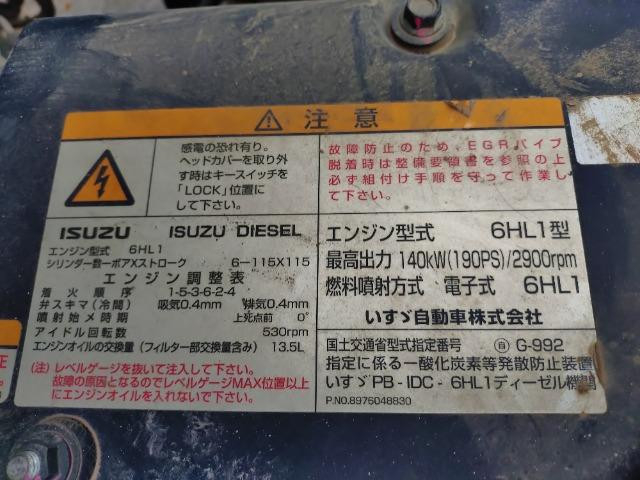 ⚠ 注意
感電の恐れ有り。
ヘッドカバーを取り外
す時はキースイッチを
「LOCK」位置に
して下さい。
故障防止のため、EGRパイプ
脱着時は整備要領書を参照の上
必ず組付け手順を守って作業
して下さい。
ISUZU ISUZU DIESEL
エンジン型式 6HL1
シリンダー数ーボアXストローク 6-115X115
エンジン調整表
着火順序 1-5-3-6-2-4
弁スキマ(冷間) 吸気0.4mm 排気0.4mm
噴射始メ時期 上死点前 0°
アイドル回転数 530rpm
エンジンオイルの交換量(フィルター部交換量含み) 13.5L
(注)レベルゲージを抜いて注入して下さい。
故障の原因となるのでレベルゲージMAX位置以上
にエンジンオイルを入れないで下さい。
エンジン型式 6HL1型
最高出力 140kW(190PS)/2900rpm
燃料噴射方式 電子式 6HL1
いすゞ自動車株式会社
国土交通省型式指定番号 自 G-992
指定に係る一酸化炭素等発散防止装置
いすゞPB-IDC-6HL1ディーゼル機関
P.NO.8976048830